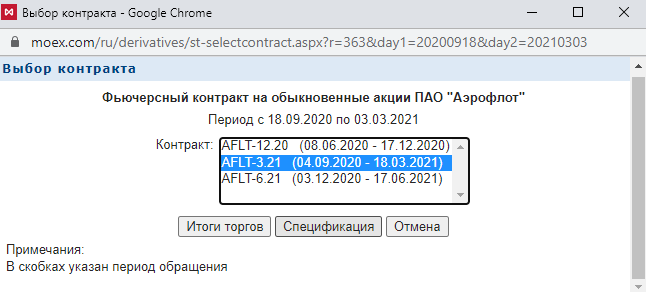 Выбор контракта - Google Chrome
moex.com/ru/derivatives/st-selectcontract.aspx?r=363&day1=20200918&day2=20210303
Выбор контракта
Фьючерсный контракт на обыкновенные акции ПАО "Аэрофлот"
Период с 18.09.2020 по 03.03.2021
Контракт:
AFLT-12.20 (08.06.2020 - 17.12.2020)
AFLT-3.21 (04.09.2020 - 18.03.2021)
AFLT-6.21 (03.12.2020 - 17.06.2021)
Итоги торгов Спецификация Отмена
Примечания:
В скобках указан период обращения